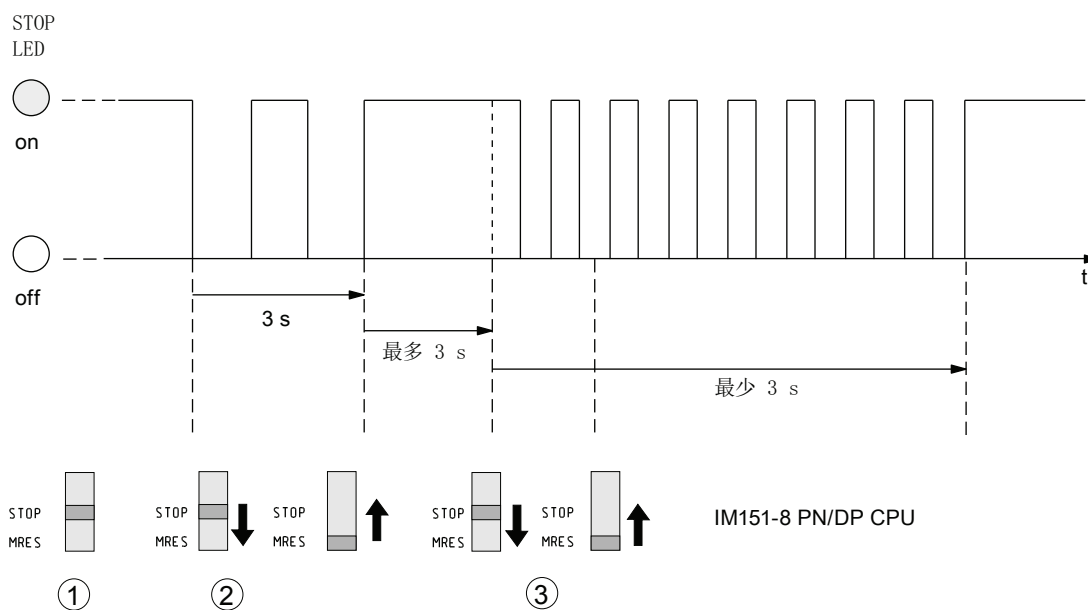 STOP
LED
on
off
t
3 s
最多 3 s
最少 3 s
STOP
MRES
STOP
MRES
STOP
MRES
STOP
MRES
STOP
MRES
IM151-8 PN/DP CPU
1
2
3